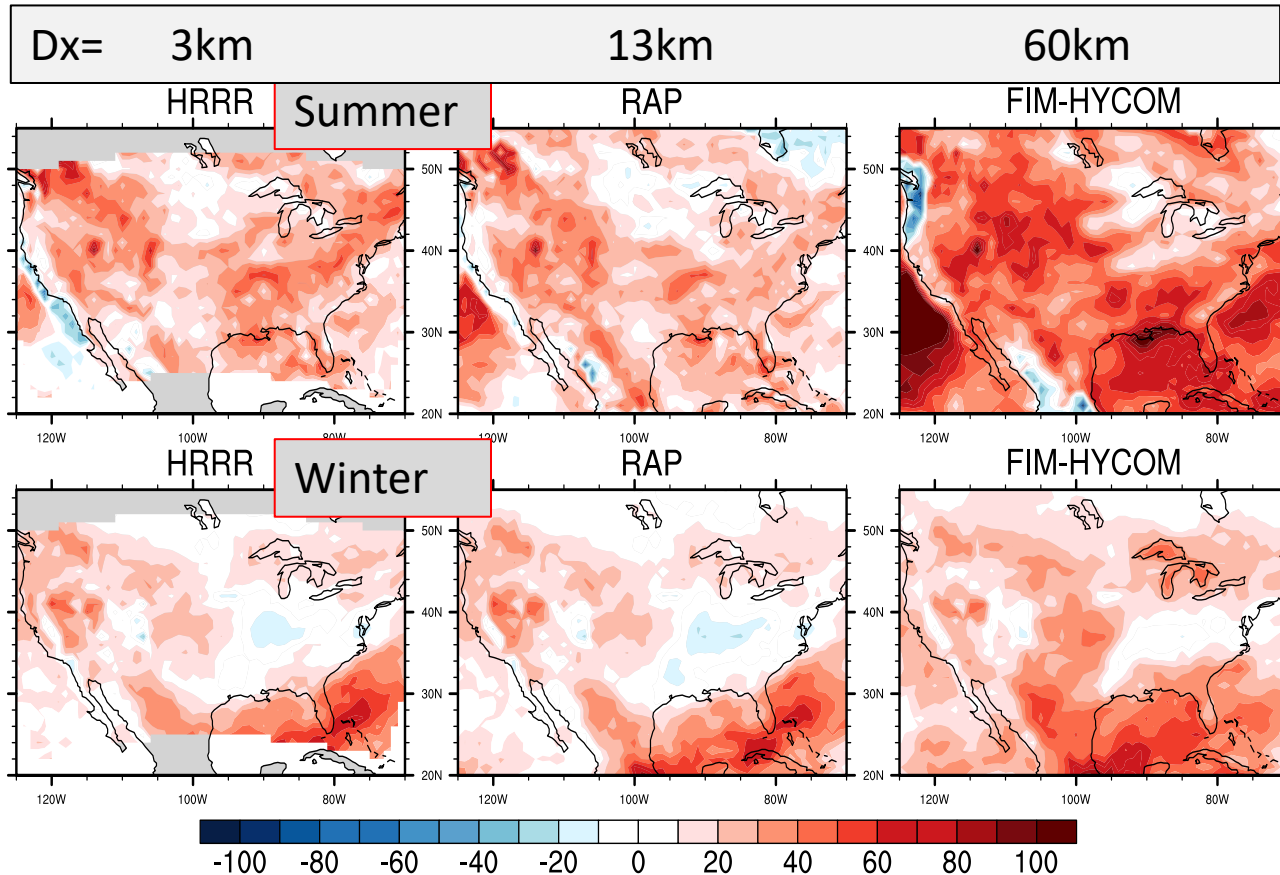 Dx= 3km 13km 60km
HRRR Summer RAP FIM-HYCOM
50N 50N
40N 40N
30N 30N
20N 20N
120W 100W 80W 120W 100W 80W 120W 100W 80W
HRRR Winter RAP FIM-HYCOM
50N 50N
40N 40N
30N 30N
20N 20N
120W 100W 80W 120W 100W 80W 120W 100W 80W
-100 -80 -60 -40 -20 0 20 40 60 80 100